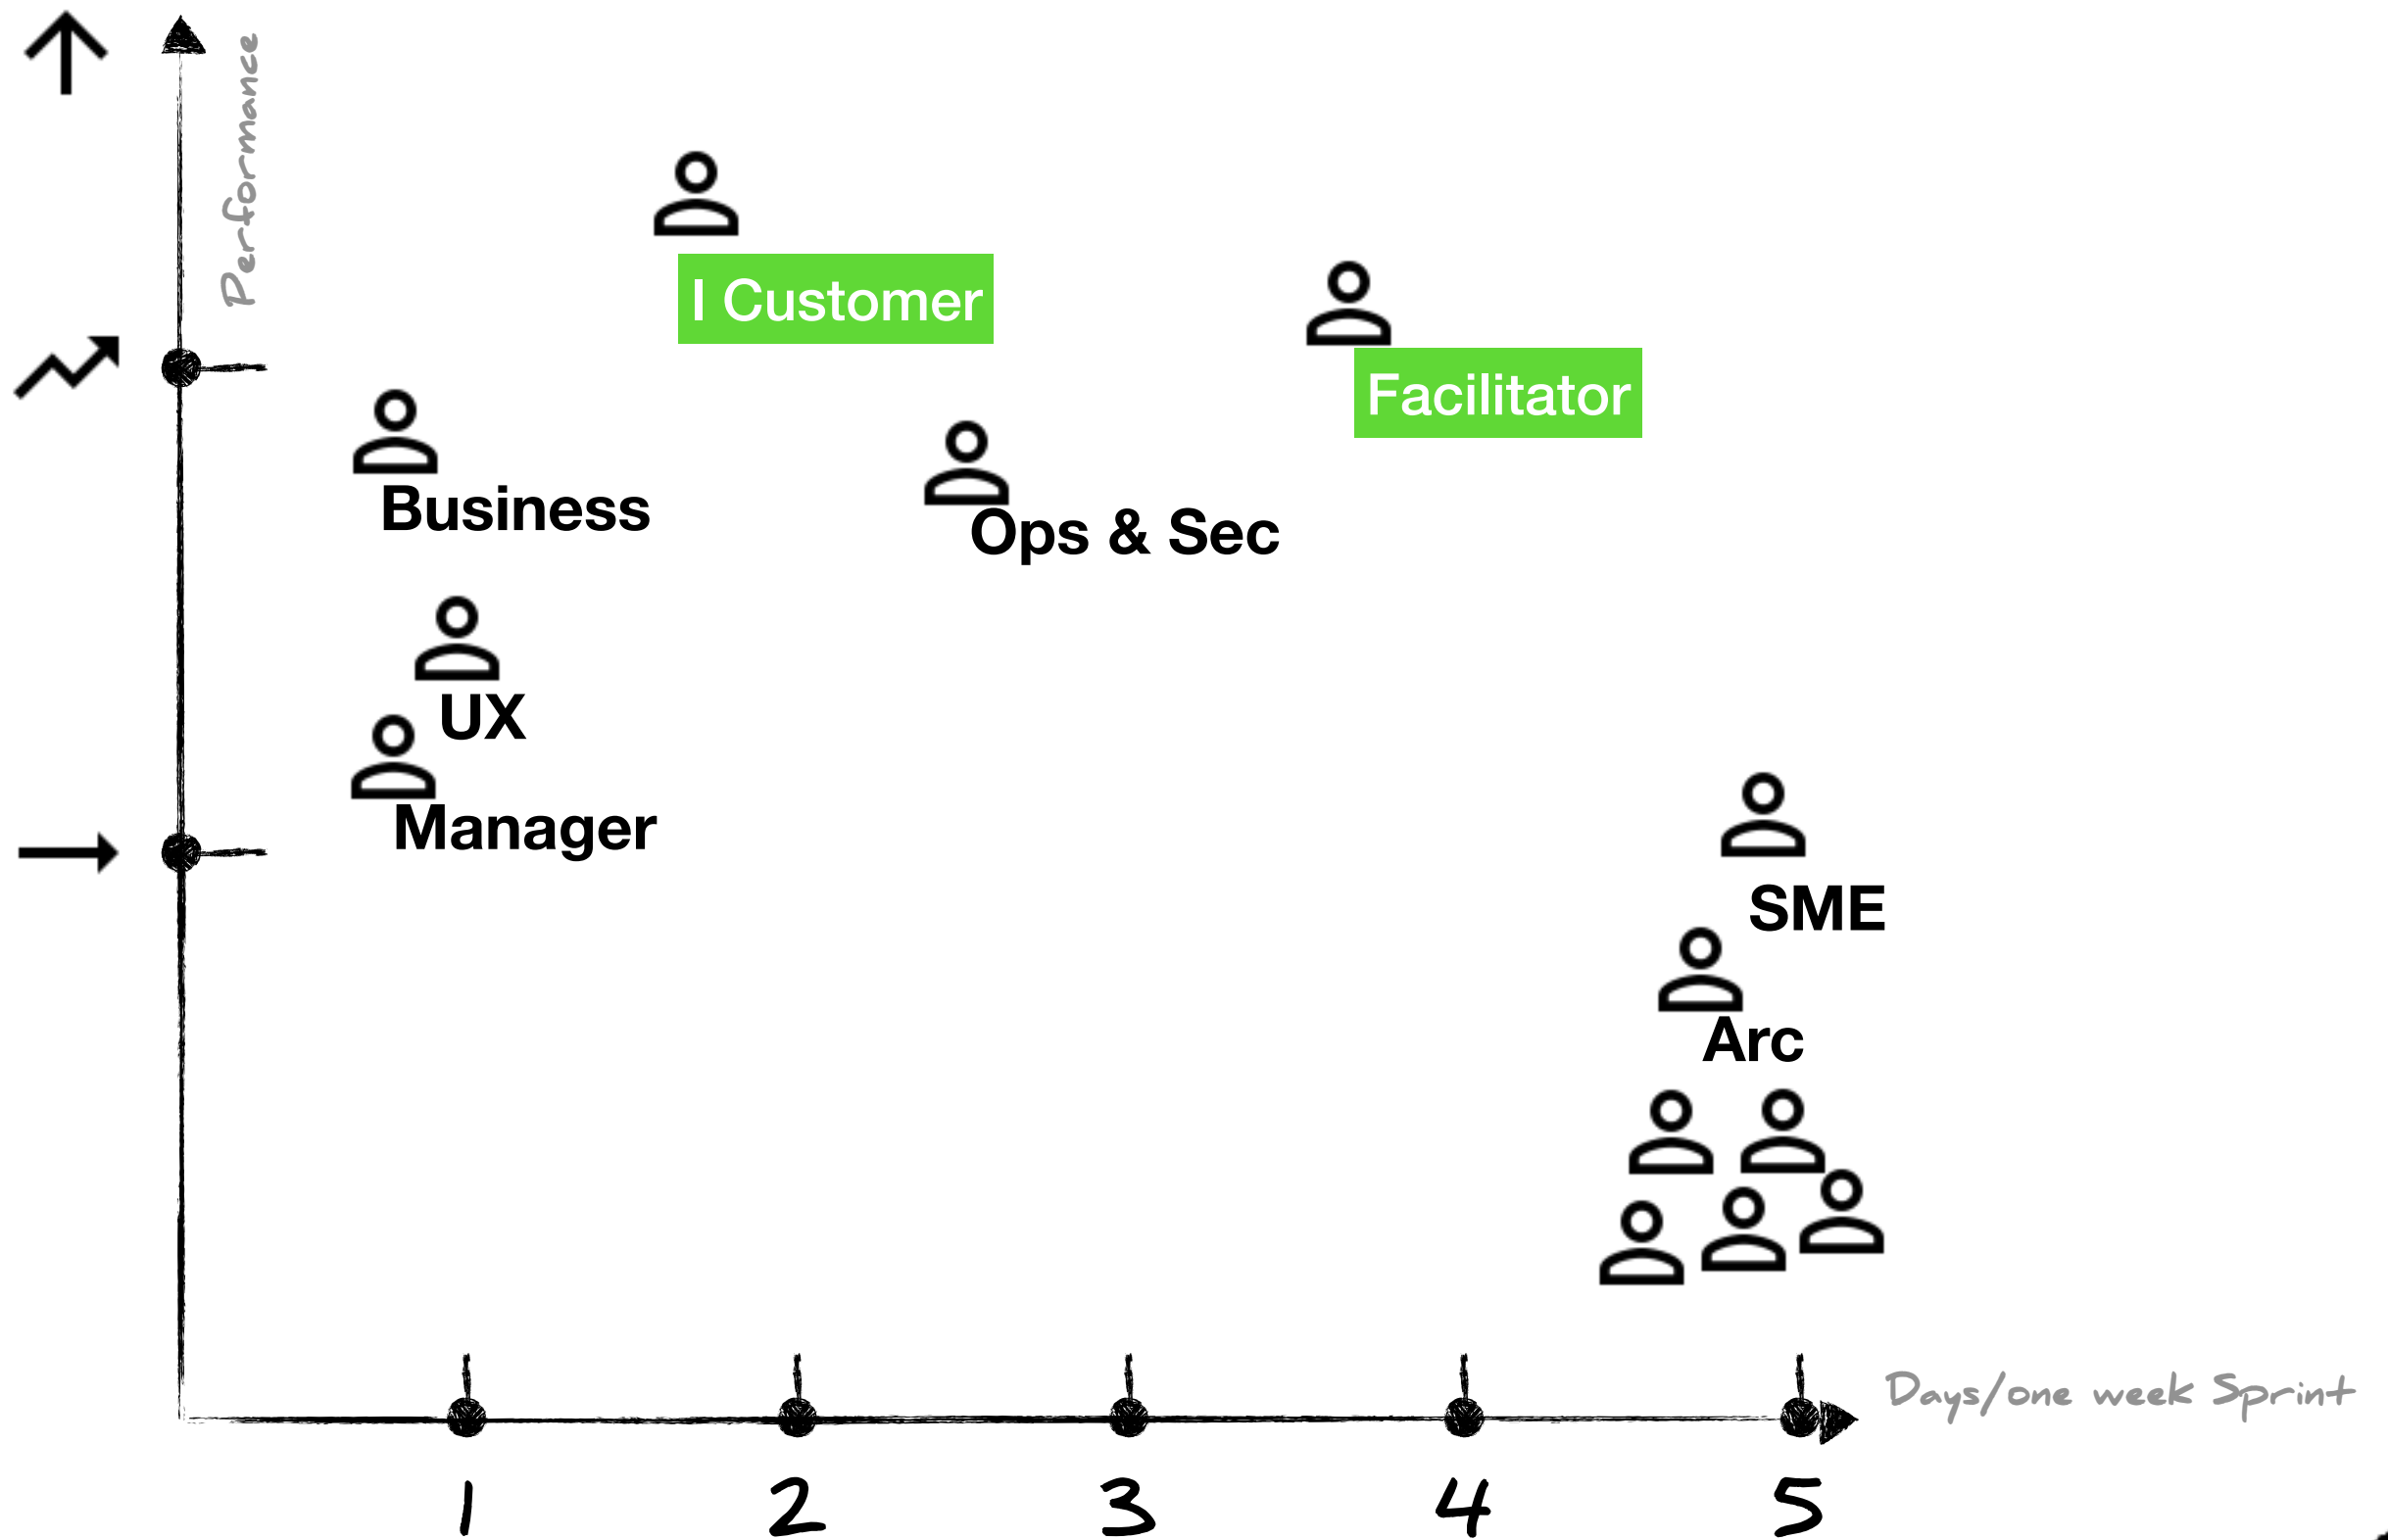 Performance
I Customer
Facilitator
Business
Ops & Sec
UX
Manager
SME
Arc
Days/one week Sprint
1
2
3
4
5